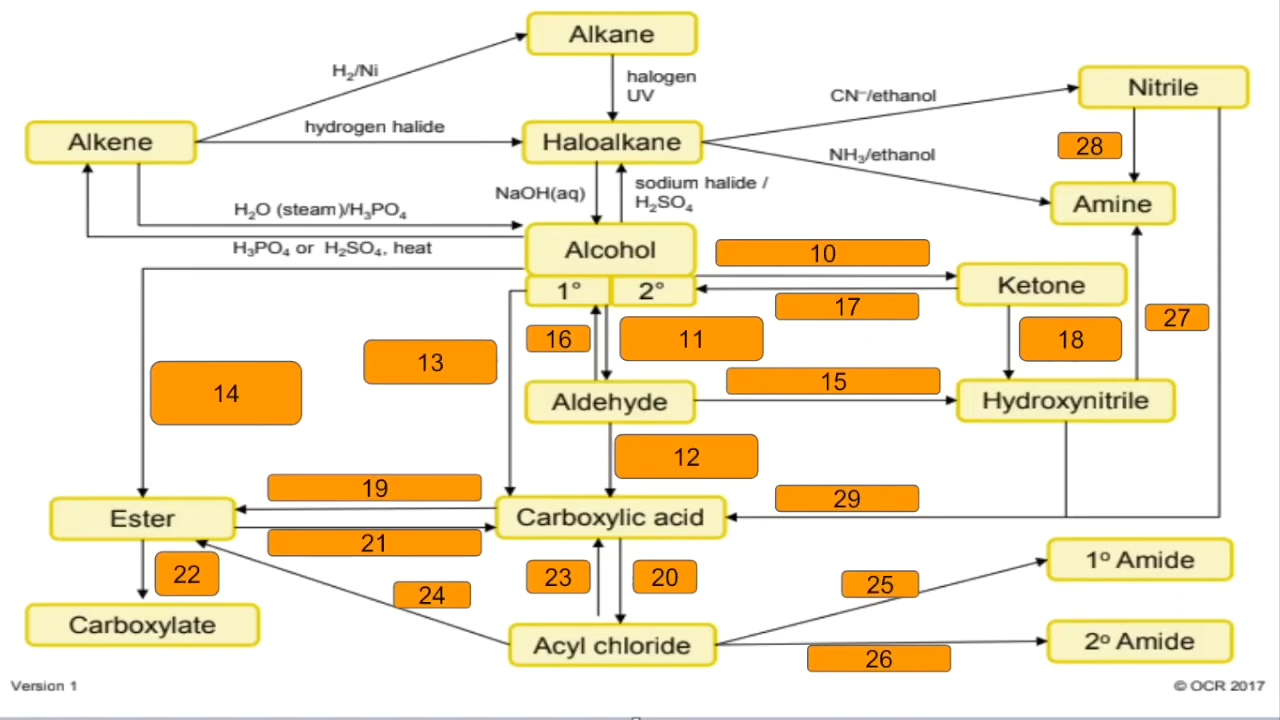 Alkane
H₂/Ni
halogen
UV
CN⁻/ethanol
Nitrile
Alkene
hydrogen halide
Haloalkane
28
NH₃/ethanol
NaOH(aq)
sodium halide /
H₂SO₄
Amine
H₂O (steam)/H₃PO₄
H₃PO₄ or H₂SO₄, heat
Alcohol
10
1°
2°
Ketone
17
27
16
11
18
13
14
15
Aldehyde
Hydroxynitrile
12
19
29
Ester
Carboxylic acid
21
22
23
20
1° Amide
24
25
Carboxylate
Acyl chloride
2° Amide
26
Version 1
© OCR 2017